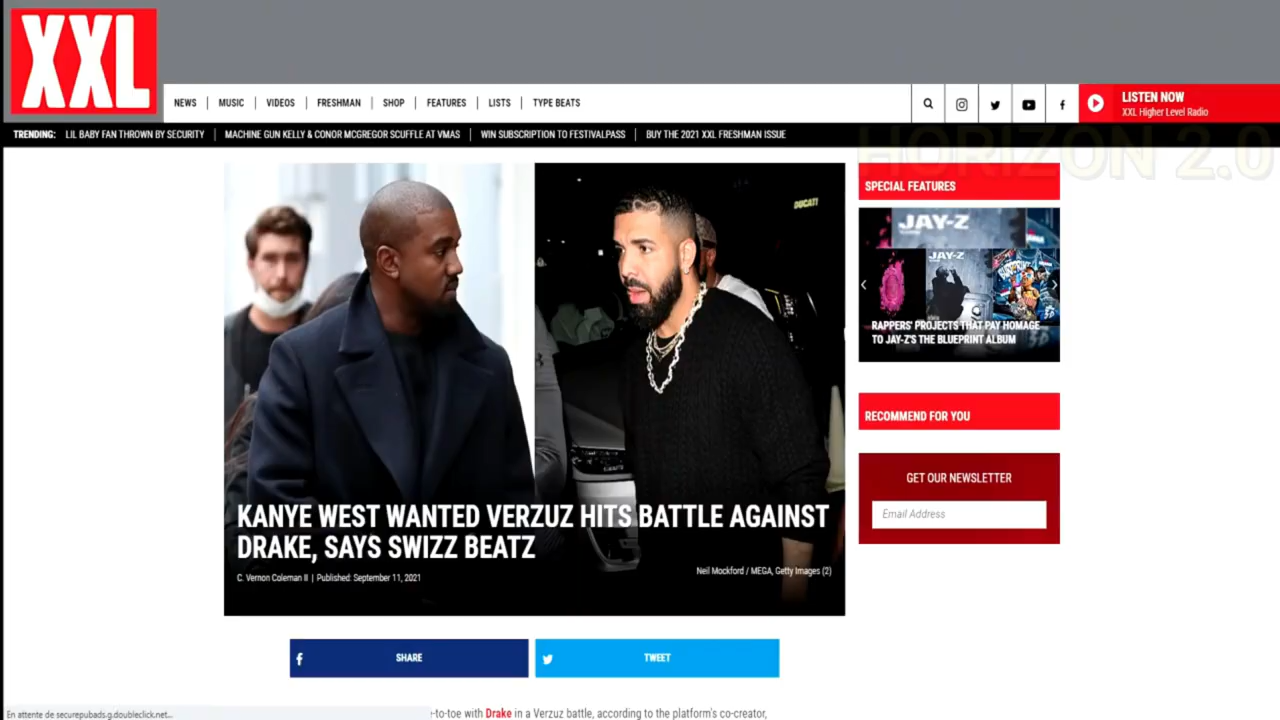 XXL
NEWS
MUSIC
VIDEOS
FRESHMAN
SHOP
FEATURES
LISTS
TYPE BEATS
LISTEN NOW
XXL Higher Level Radio
TRENDING:
LIL BABY FAN THROWN BY SECURITY
MACHINE GUN KELLY & CONOR MCGREGOR SCUFFLE AT VMAS
WIN SUBSCRIPTION TO FESTIVALPASS
BUY THE 2021 XXL FRESHMAN ISSUE
HORIZON 2.0
DUCATI
KANYE WEST WANTED VERZUZ HITS BATTLE AGAINST
DRAKE, SAYS SWIZZ BEATZ
C. Vernon Coleman II | Published: September 11, 2021
Neil Mockford / MEGA, Getty Images (2)
SPECIAL FEATURES
JAY-Z
JAY-Z
RAPPERS' PROJECTS THAT PAY HOMAGE
TO JAY-Z'S THE BLUEPRINT ALBUM
RECOMMEND FOR YOU
GET OUR NEWSLETTER
Email Address
SHARE
TWEET
-to-toe with Drake in a Verzuz battle, according to the platform's co-creator,
En attente de securepubads.g.doubleclick.net...